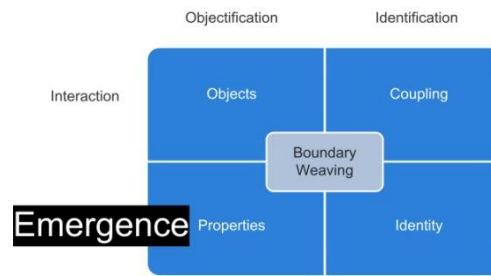 Objectification Identification
Interaction Objects Coupling
Boundary
Weaving
Emergence Properties Identity